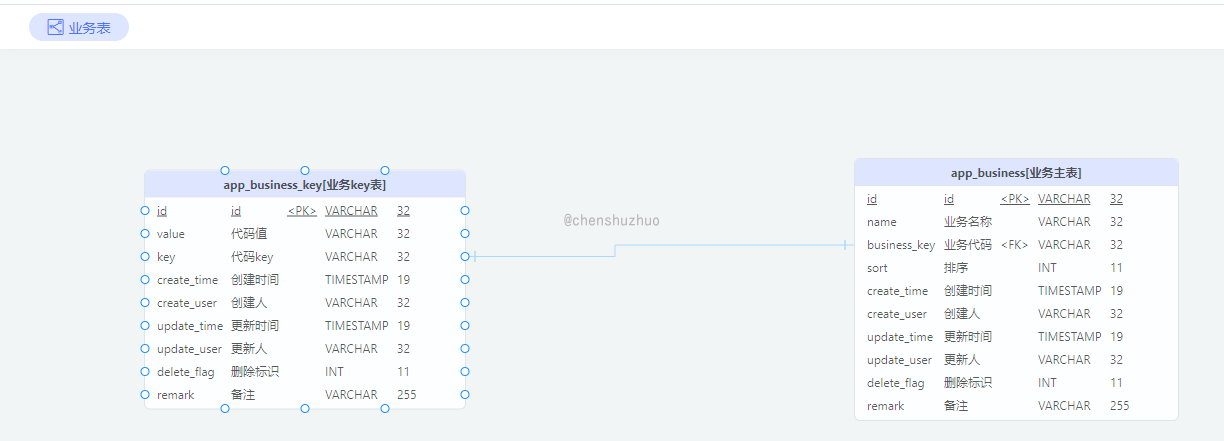 业务表
app_business_key[业务key表]
id id <PK> VARCHAR 32
value 代码值 VARCHAR 32
key 代码key VARCHAR 32
create_time 创建时间 TIMESTAMP 19
create_user 创建人 VARCHAR 32
update_time 更新时间 TIMESTAMP 19
update_user 更新人 VARCHAR 32
delete_flag 删除标识 INT 11
remark 备注 VARCHAR 255
@chenshuzhuo
app_business[业务主表]
id id <PK> VARCHAR 32
name 业务名称 VARCHAR 32
business_key 业务代码 <FK> VARCHAR 32
sort 排序 INT 11
create_time 创建时间 TIMESTAMP 19
create_user 创建人 VARCHAR 32
update_time 更新时间 TIMESTAMP 19
update_user 更新人 VARCHAR 32
delete_flag 删除标识 INT 11
remark 备注 VARCHAR 255